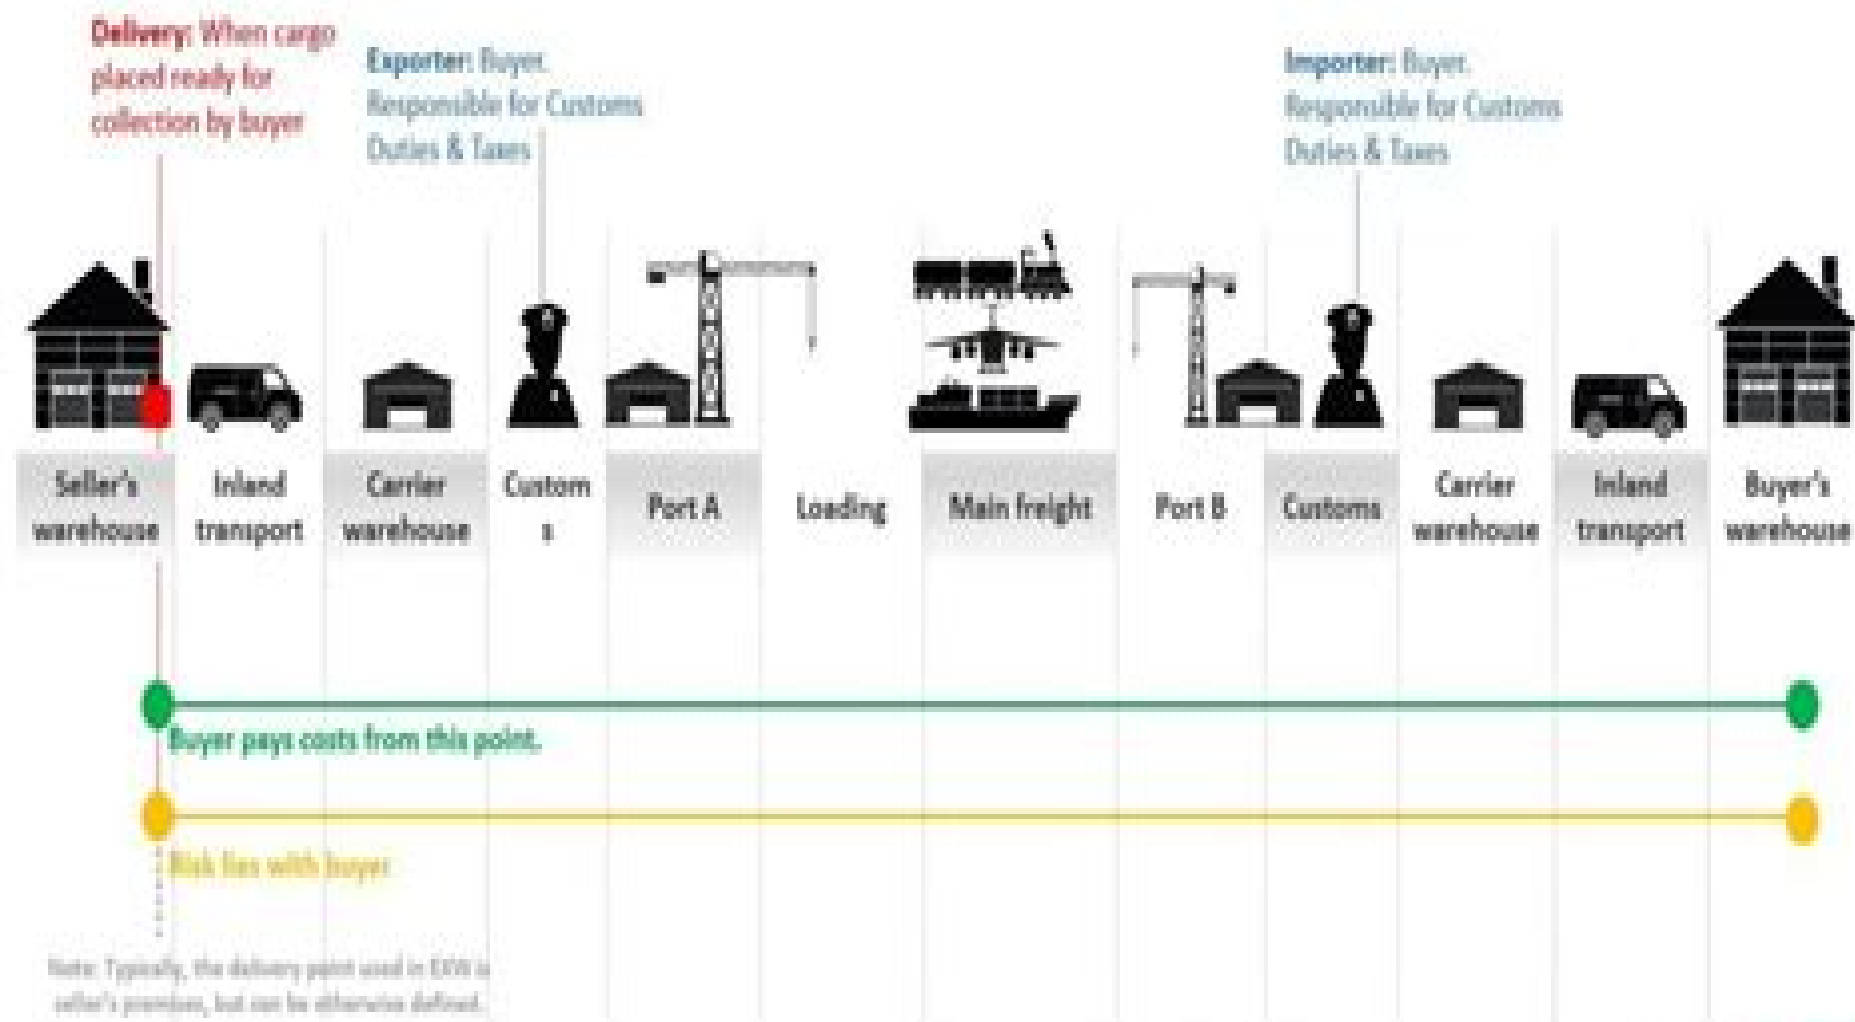 Delivery: When cargo
placed ready for
collection by buyer
Exporter: Buyer.
Responsible for Customs
Duties & Taxes
Importer: Buyer.
Responsible for Customs
Duties & Taxes
Seller's
warehouse
Inland
transport
Carrier
warehouse
Custom
s
Port A
Loading
Main freight
Port B
Customs
Carrier
warehouse
Inland
transport
Buyer's
warehouse
Buyer pays costs from this point.
Risk lies with buyer
Note: Typically, the delivery point used in EXW is
seller's premises, but can be otherwise defined.